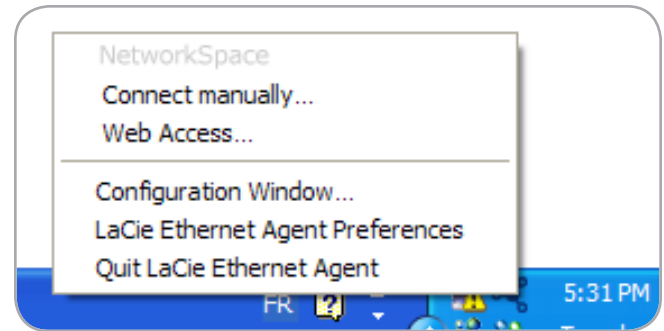 NetworkSpace
Connect manually...
Web Access...
Configuration Window...
LaCie Ethernet Agent Preferences
Quit LaCie Ethernet Agent
FR
5:31 PM